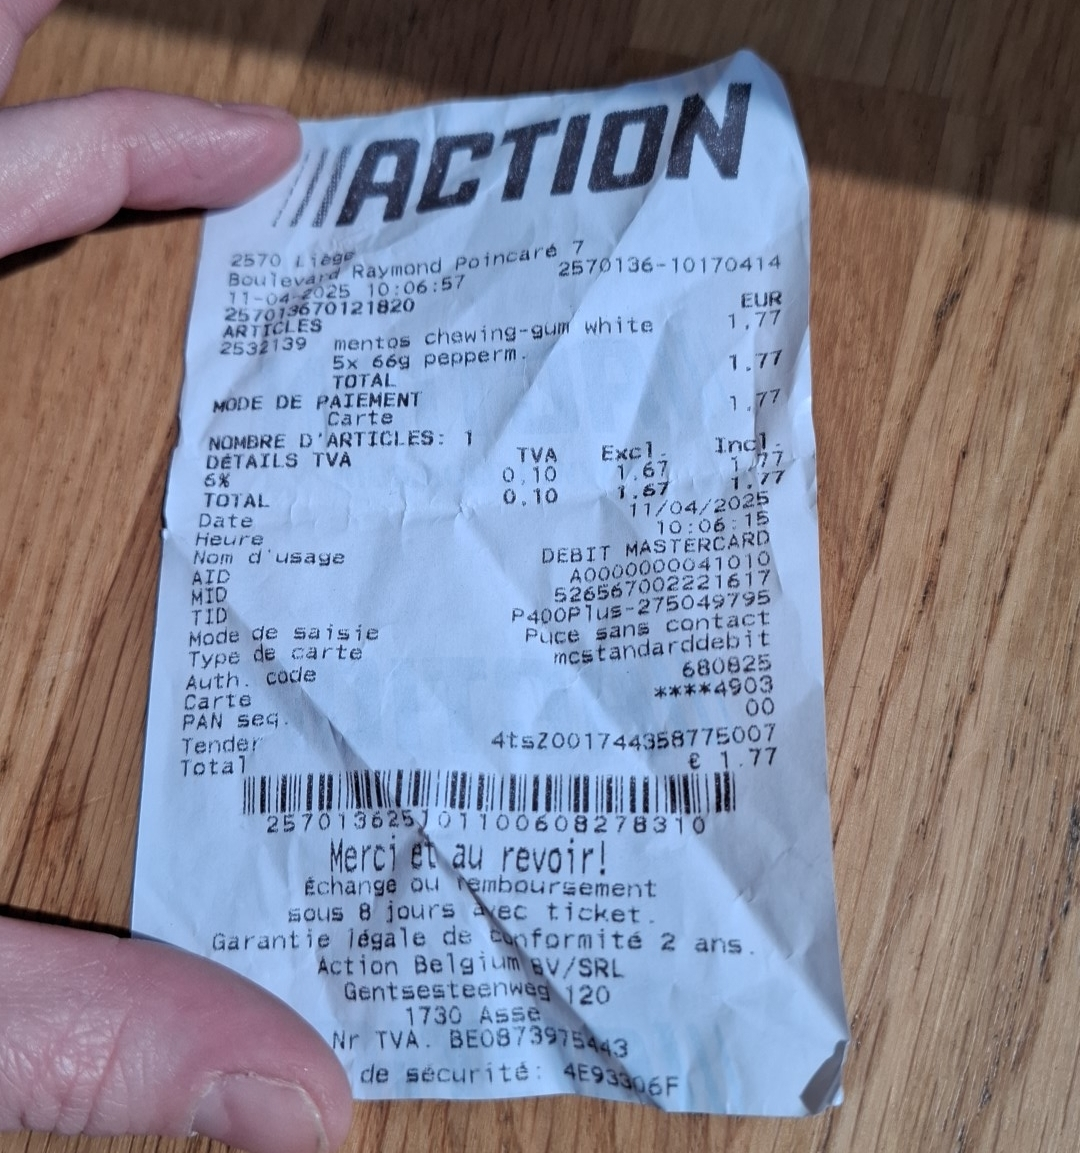 ACTION
2570 Liège
Boulevard Raymond Poincaré 7
11-04-2025 10:06:57 2570136-10170414
257013670121820
ARTICLES EUR
2532139 mentos chewing-gum white 1,77
5x 66g pepperm.
TOTAL 1,77
MODE DE PAIEMENT
Carte 1,77
NOMBRE D'ARTICLES: 1
DÉTAILS TVA TVA Excl. Incl.
6% 0,10 1,67 1,77
TOTAL 0,10 1,67 1,77
Date 11/04/2025
Heure 10:06:15
Nom d'usage DEBIT MASTERCARD
AID A0000000041010
MID 526567002221617
TID P400Plus-275049795
Mode de saisie Puce sans contact
Type de carte mcstandarddebit
Auth. code 680825
Carte ****4903
PAN seq. 00
Tender 4tsZ001744358775007
Total € 1.77
257013625101100608278310
Merci et au revoir!
Échange ou remboursement
sous 8 jours avec ticket.
Garantie légale de conformité 2 ans.
Action Belgium BV/SRL
Gentsesteenweg 120
1730 Asse
Nr TVA. BE0873975443
de sécurité: 4E93306F